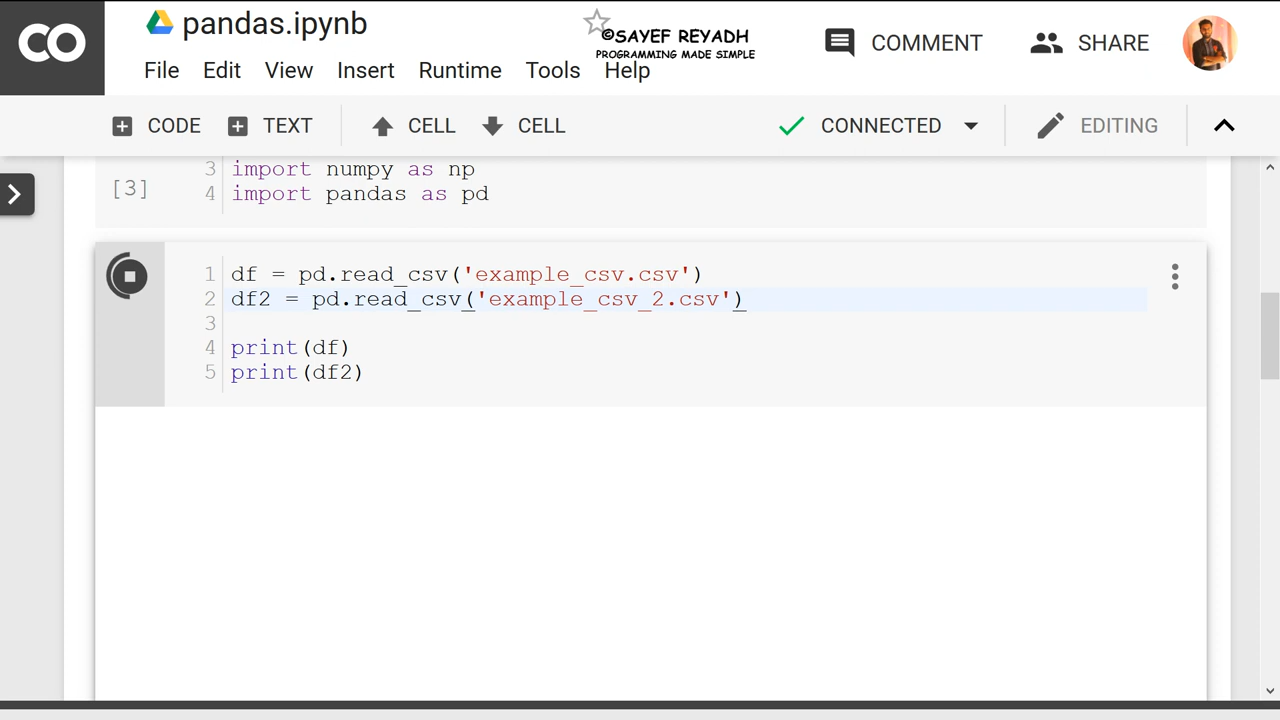 CO
pandas.ipynb
©SAYEF REYADH
PROGRAMMING MADE SIMPLE
COMMENT
SHARE
File Edit View Insert Runtime Tools Help
CODE TEXT CELL CELL CONNECTED EDITING
3 import numpy as np
[3]
4 import pandas as pd
1 df = pd.read_csv('example_csv.csv')
2 df2 = pd.read_csv('example_csv_2.csv')
3
4 print(df)
5 print(df2)